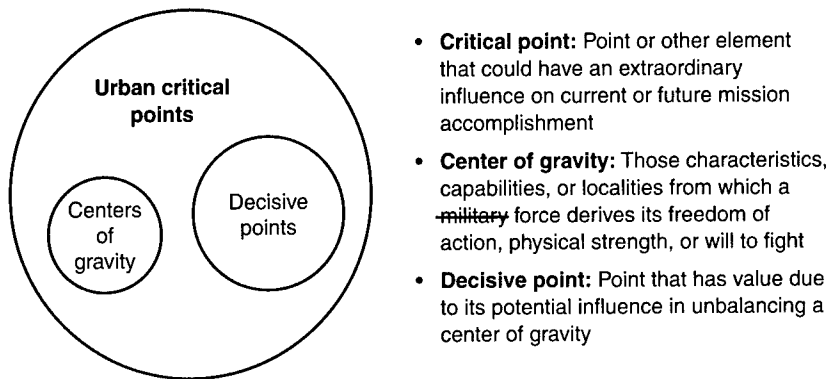 Urban critical
points
Centers
of
gravity
Decisive
points
• Critical point: Point or other element
that could have an extraordinary
influence on current or future mission
accomplishment
• Center of gravity: Those characteristics,
capabilities, or localities from which a
military force derives its freedom of
action, physical strength, or will to fight
• Decisive point: Point that has value due
to its potential influence in unbalancing a
center of gravity